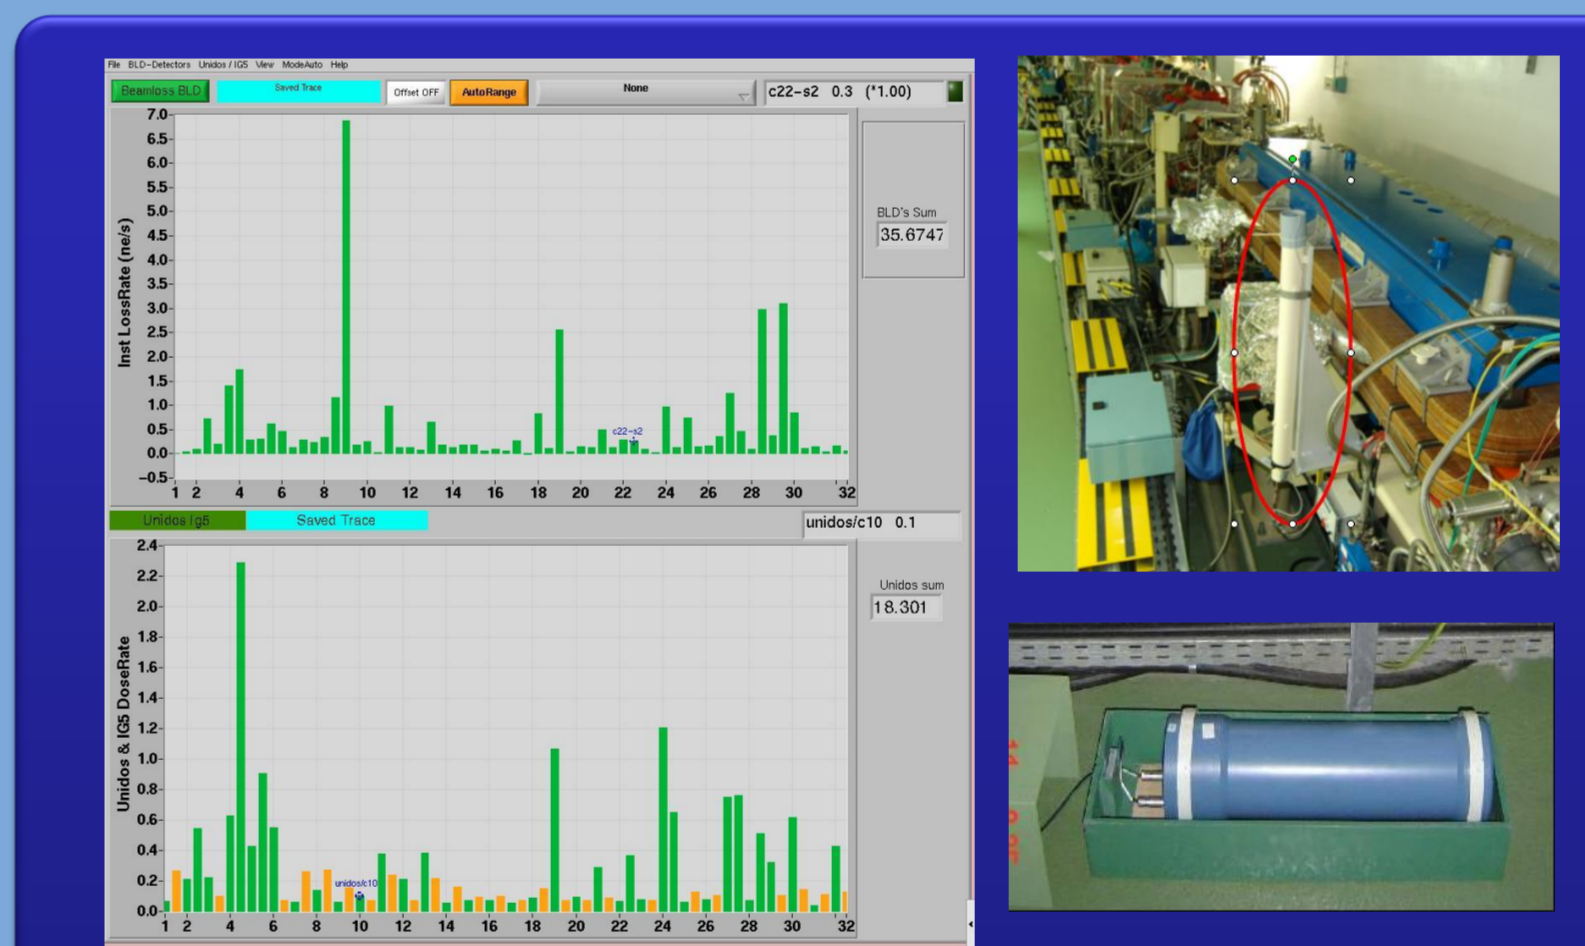 File BLD-Detectors Unidos / IG5 View ModeAuto Help
Beamloss BLD Saved Trace Offset OFF AutoRange None c22-s2 0.3 (*1.00)
Inst LossRate (ne/s)
7.0
6.5
6.0
5.5
5.0
4.5
4.0
3.5
3.0
2.5
2.0
1.5
1.0
0.5
0.0
-0.5
c22-s2
1 2 4 6 8 10 12 14 16 18 20 22 24 26 28 30 32
BLD's Sum
35.6747
Unidos Ig5 Saved Trace unidos/c10 0.1
Unidos & IG5 DoseRate
2.4
2.2
2.0
1.8
1.6
1.4
1.2
1.0
0.8
0.6
0.4
0.2
0.0
unidos/c10
1 2 4 6 8 10 12 14 16 18 20 22 24 26 28 30 32
Unidos sum
18.301